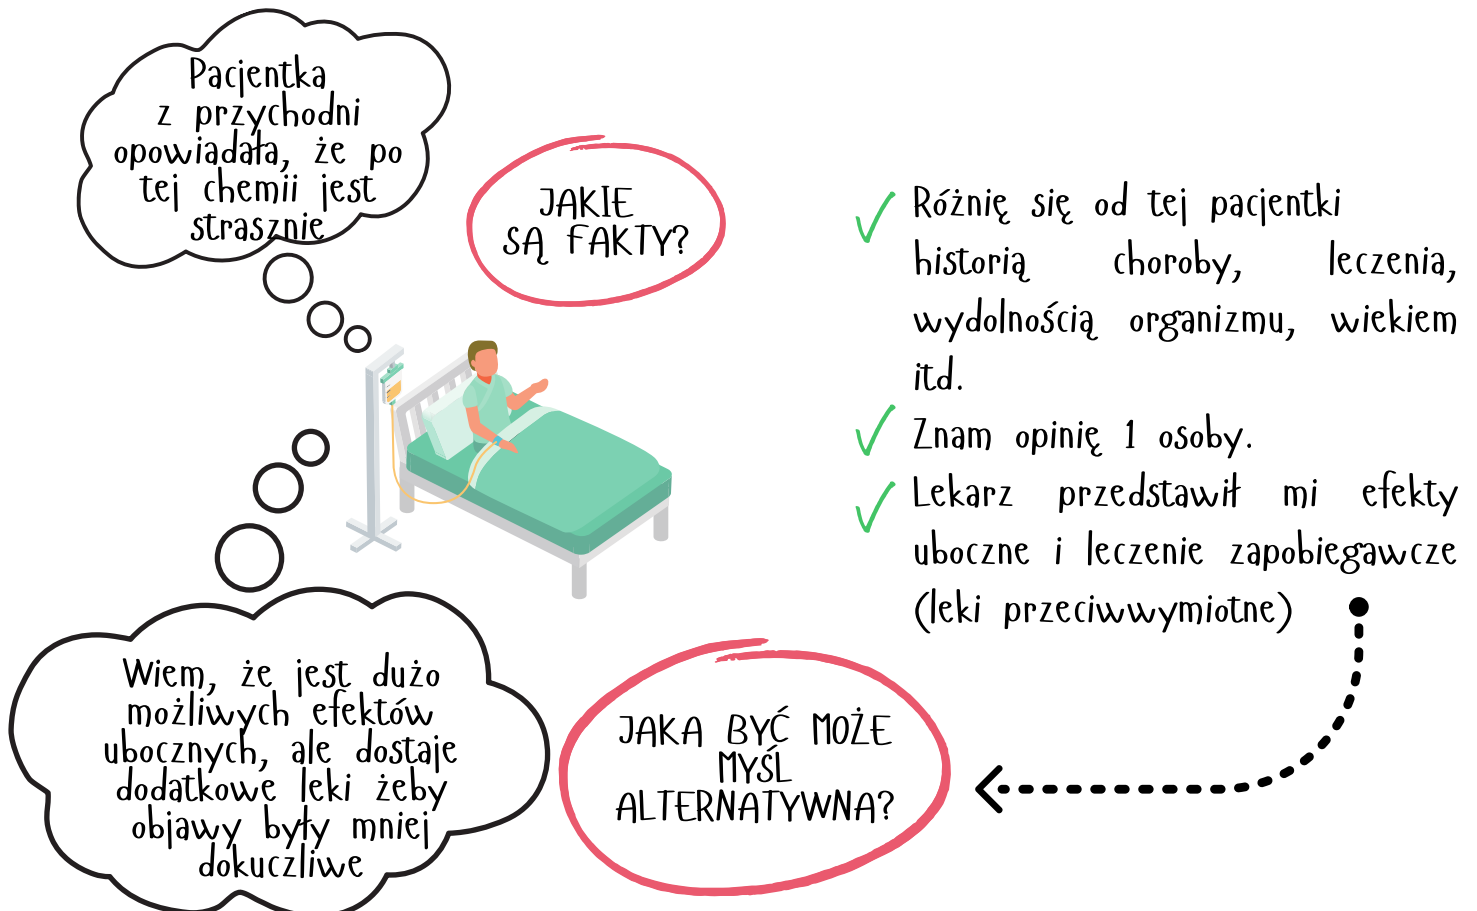 Pacjentka
z przychodni
opowiadała, że po
tej chemii jest
strasznie
JAKIE
SĄ FAKTY?
Różnię się od tej pacjentki
historią choroby, leczenia,
wydolnością organizmu, wiekiem
itd.
Znam opinię 1 osoby.
Lekarz przedstawił mi efekty
uboczne i leczenie zapobiegawcze
(leki przeciwwymiotne)
JAKA BYĆ MOŻE
MYŚL
ALTERNATYWNA?
Wiem, że jest dużo
możliwych efektów
ubocznych, ale dostaje
dodatkowe leki żeby
objawy były mniej
dokuczliwe